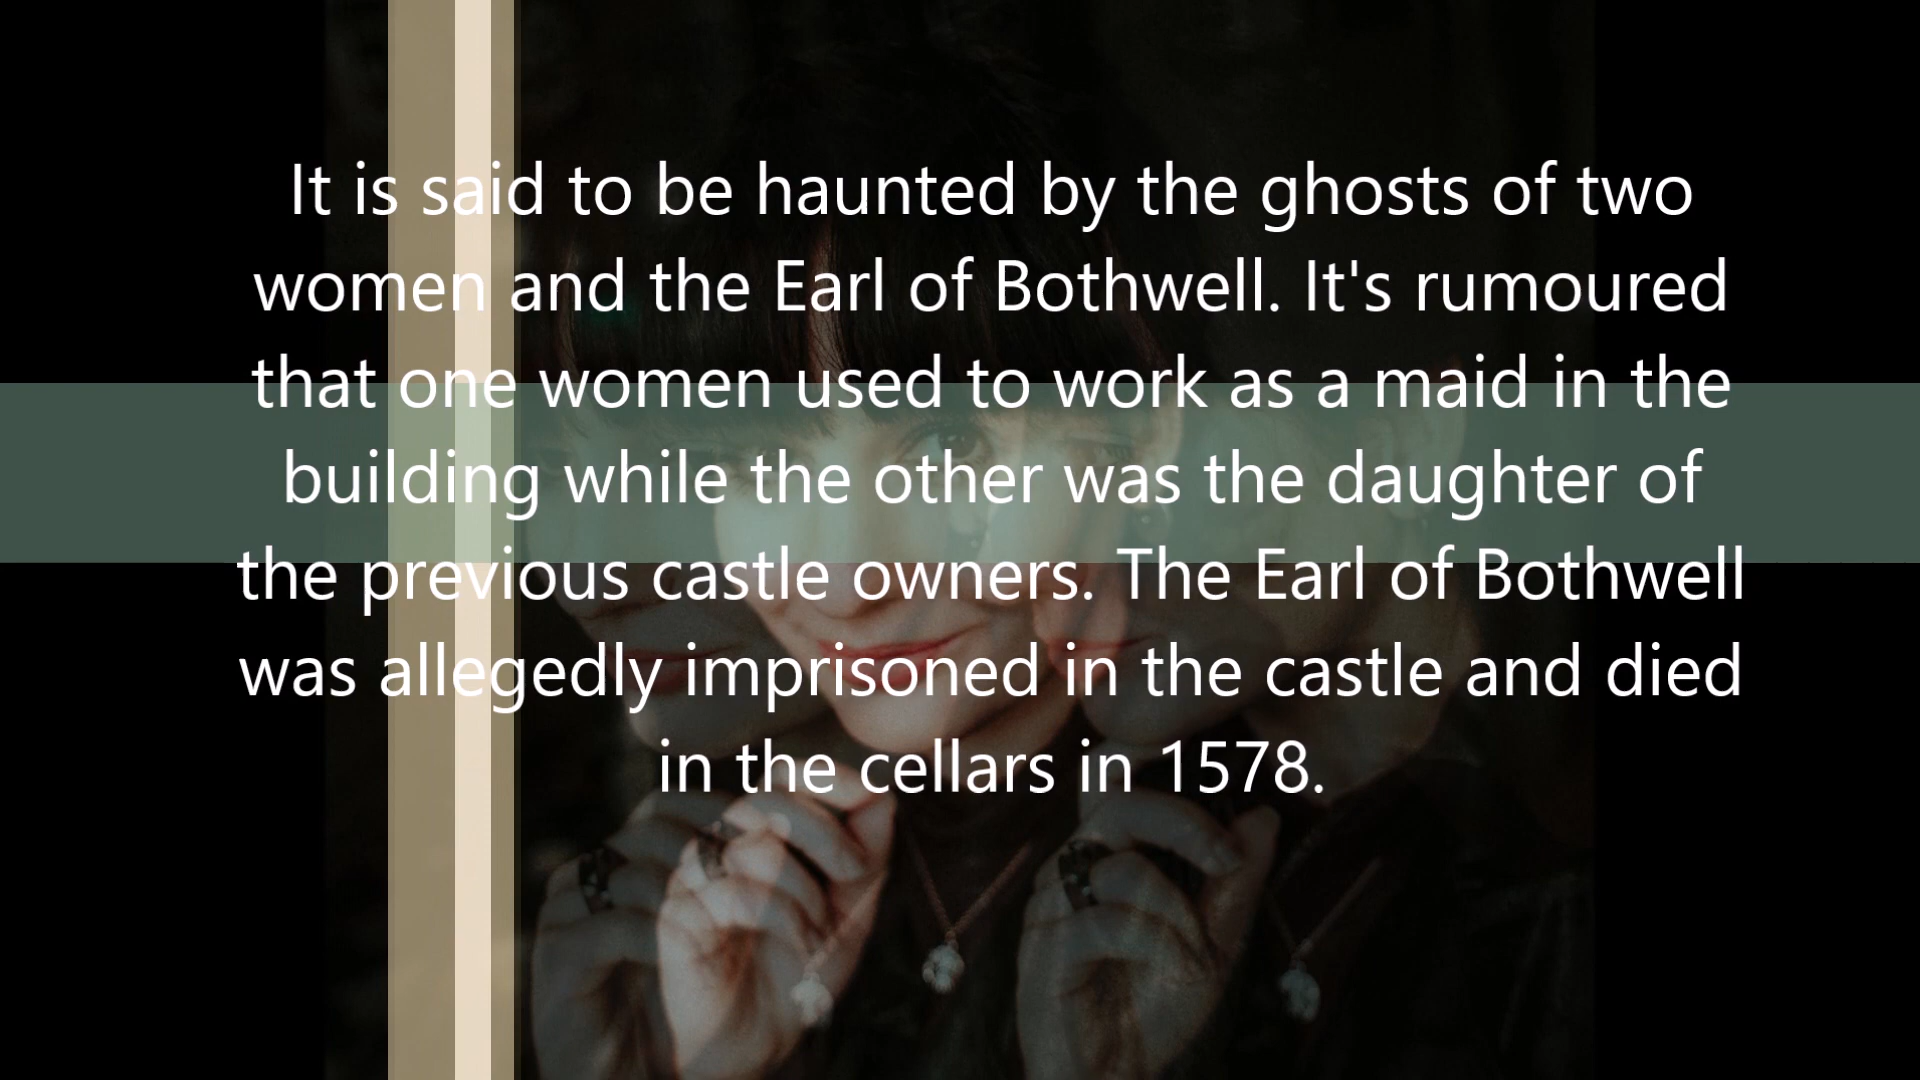 It is said to be haunted by the ghosts of two
women and the Earl of Bothwell. It's rumoured
that one women used to work as a maid in the
building while the other was the daughter of
the previous castle owners. The Earl of Bothwell
was allegedly imprisoned in the castle and died
in the cellars in 1578.